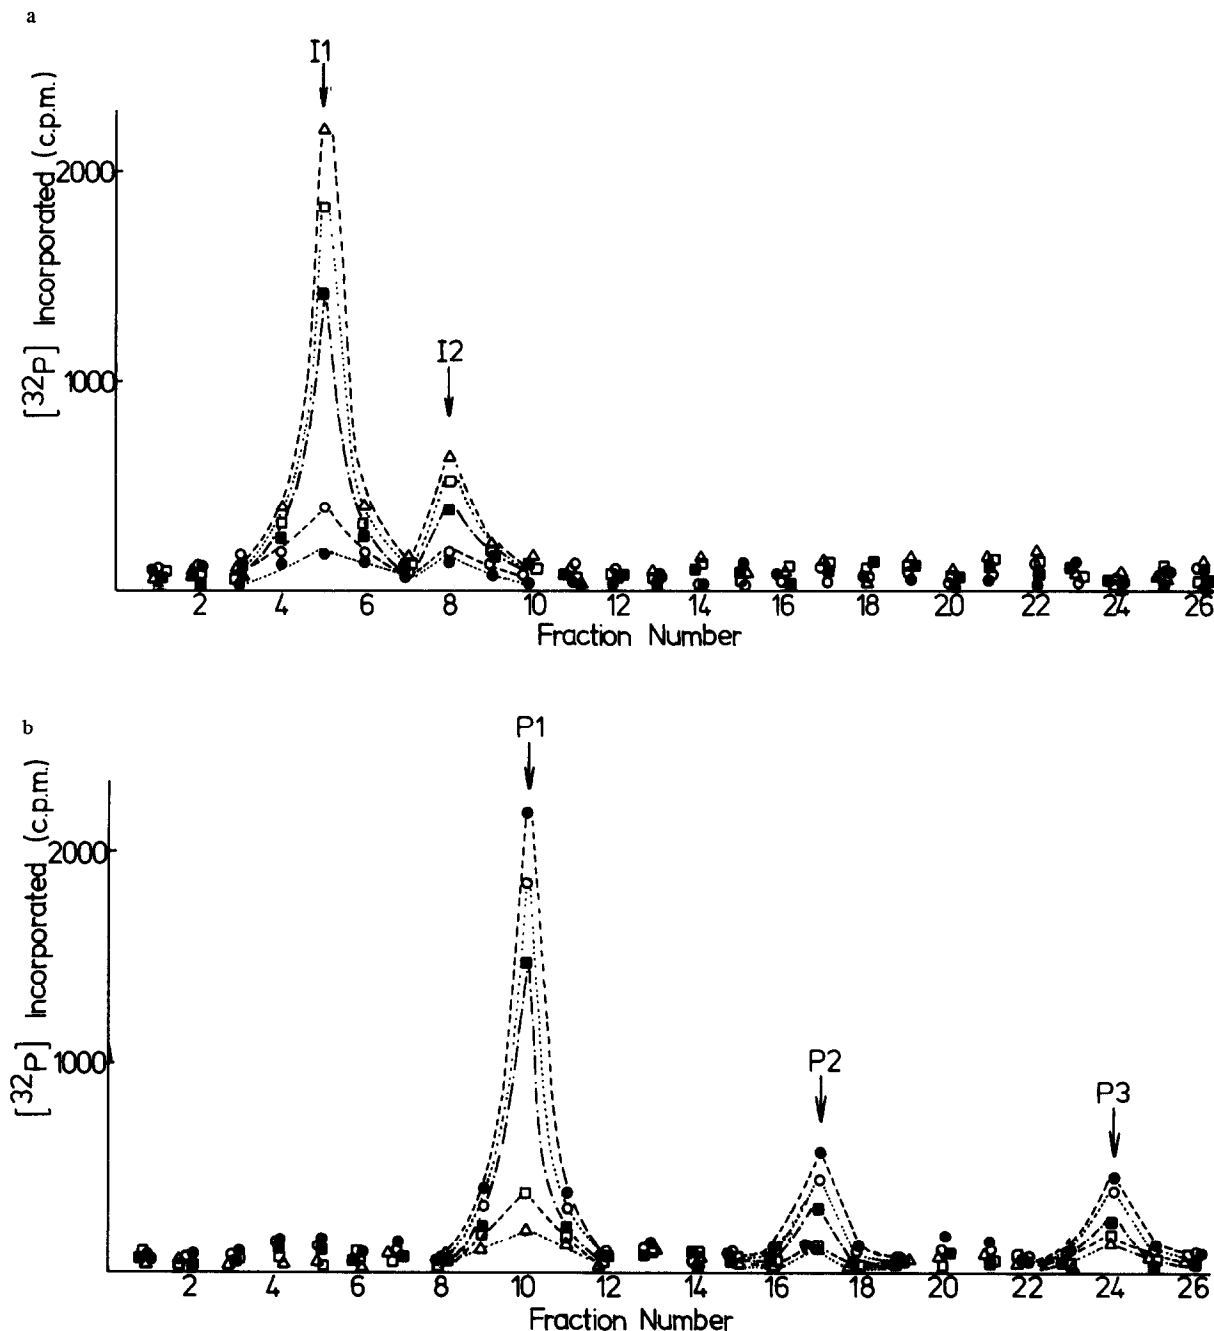 a
I1
I2
[32P] Incorporated (c.p.m.)
2000
1000
2 4 6 8 10 12 14 16 18 20 22 24 26
Fraction Number
b
P1
P2
P3
[32P] Incorporated (c.p.m.)
2000
1000
2 4 6 8 10 12 14 16 18 20 22 24 26
Fraction Number